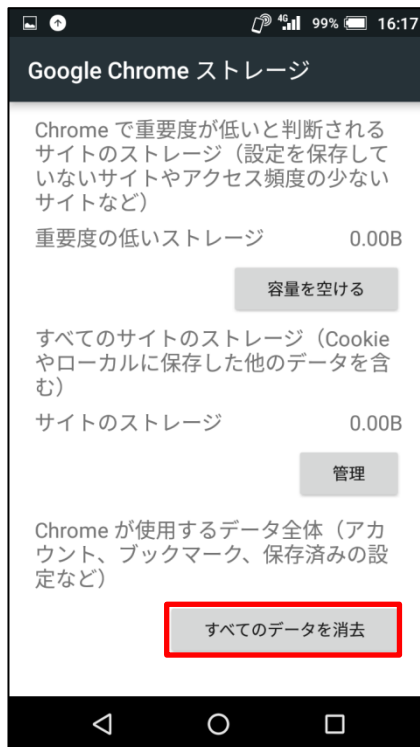 4G 99% 16:17
Google Chrome ストレージ
Chrome で重要度が低いと判断される
サイトのストレージ（設定を保存して
いないサイトやアクセス頻度の少ない
サイトなど）
重要度の低いストレージ 0.00B
容量を空ける
すべてのサイトのストレージ（Cookie
やローカルに保存した他のデータを含
む）
サイトのストレージ 0.00B
管理
Chrome が使用するデータ全体（アカ
ウント、ブックマーク、保存済みの設
定など）
すべてのデータを消去